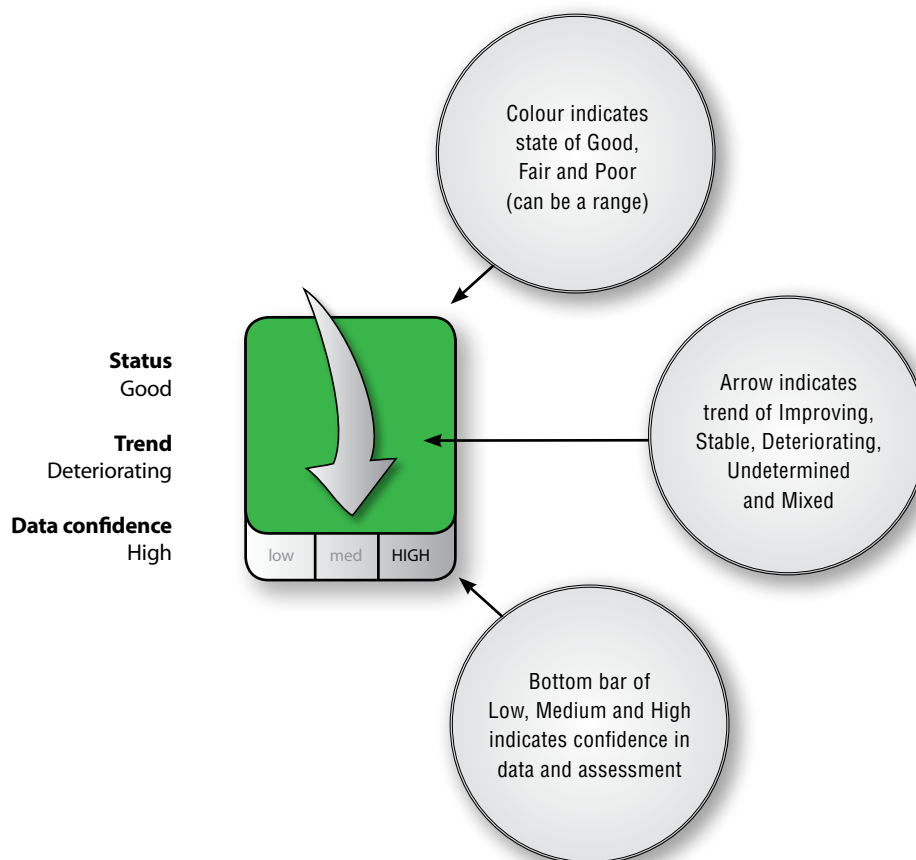 Colour indicates
state of Good,
Fair and Poor
(can be a range)
Status
Good
Trend
Deteriorating
Data confidence
High
low med HIGH
Arrow indicates
trend of Improving,
Stable, Deteriorating,
Undetermined
and Mixed
Bottom bar of
Low, Medium and High
indicates confidence in
data and assessment